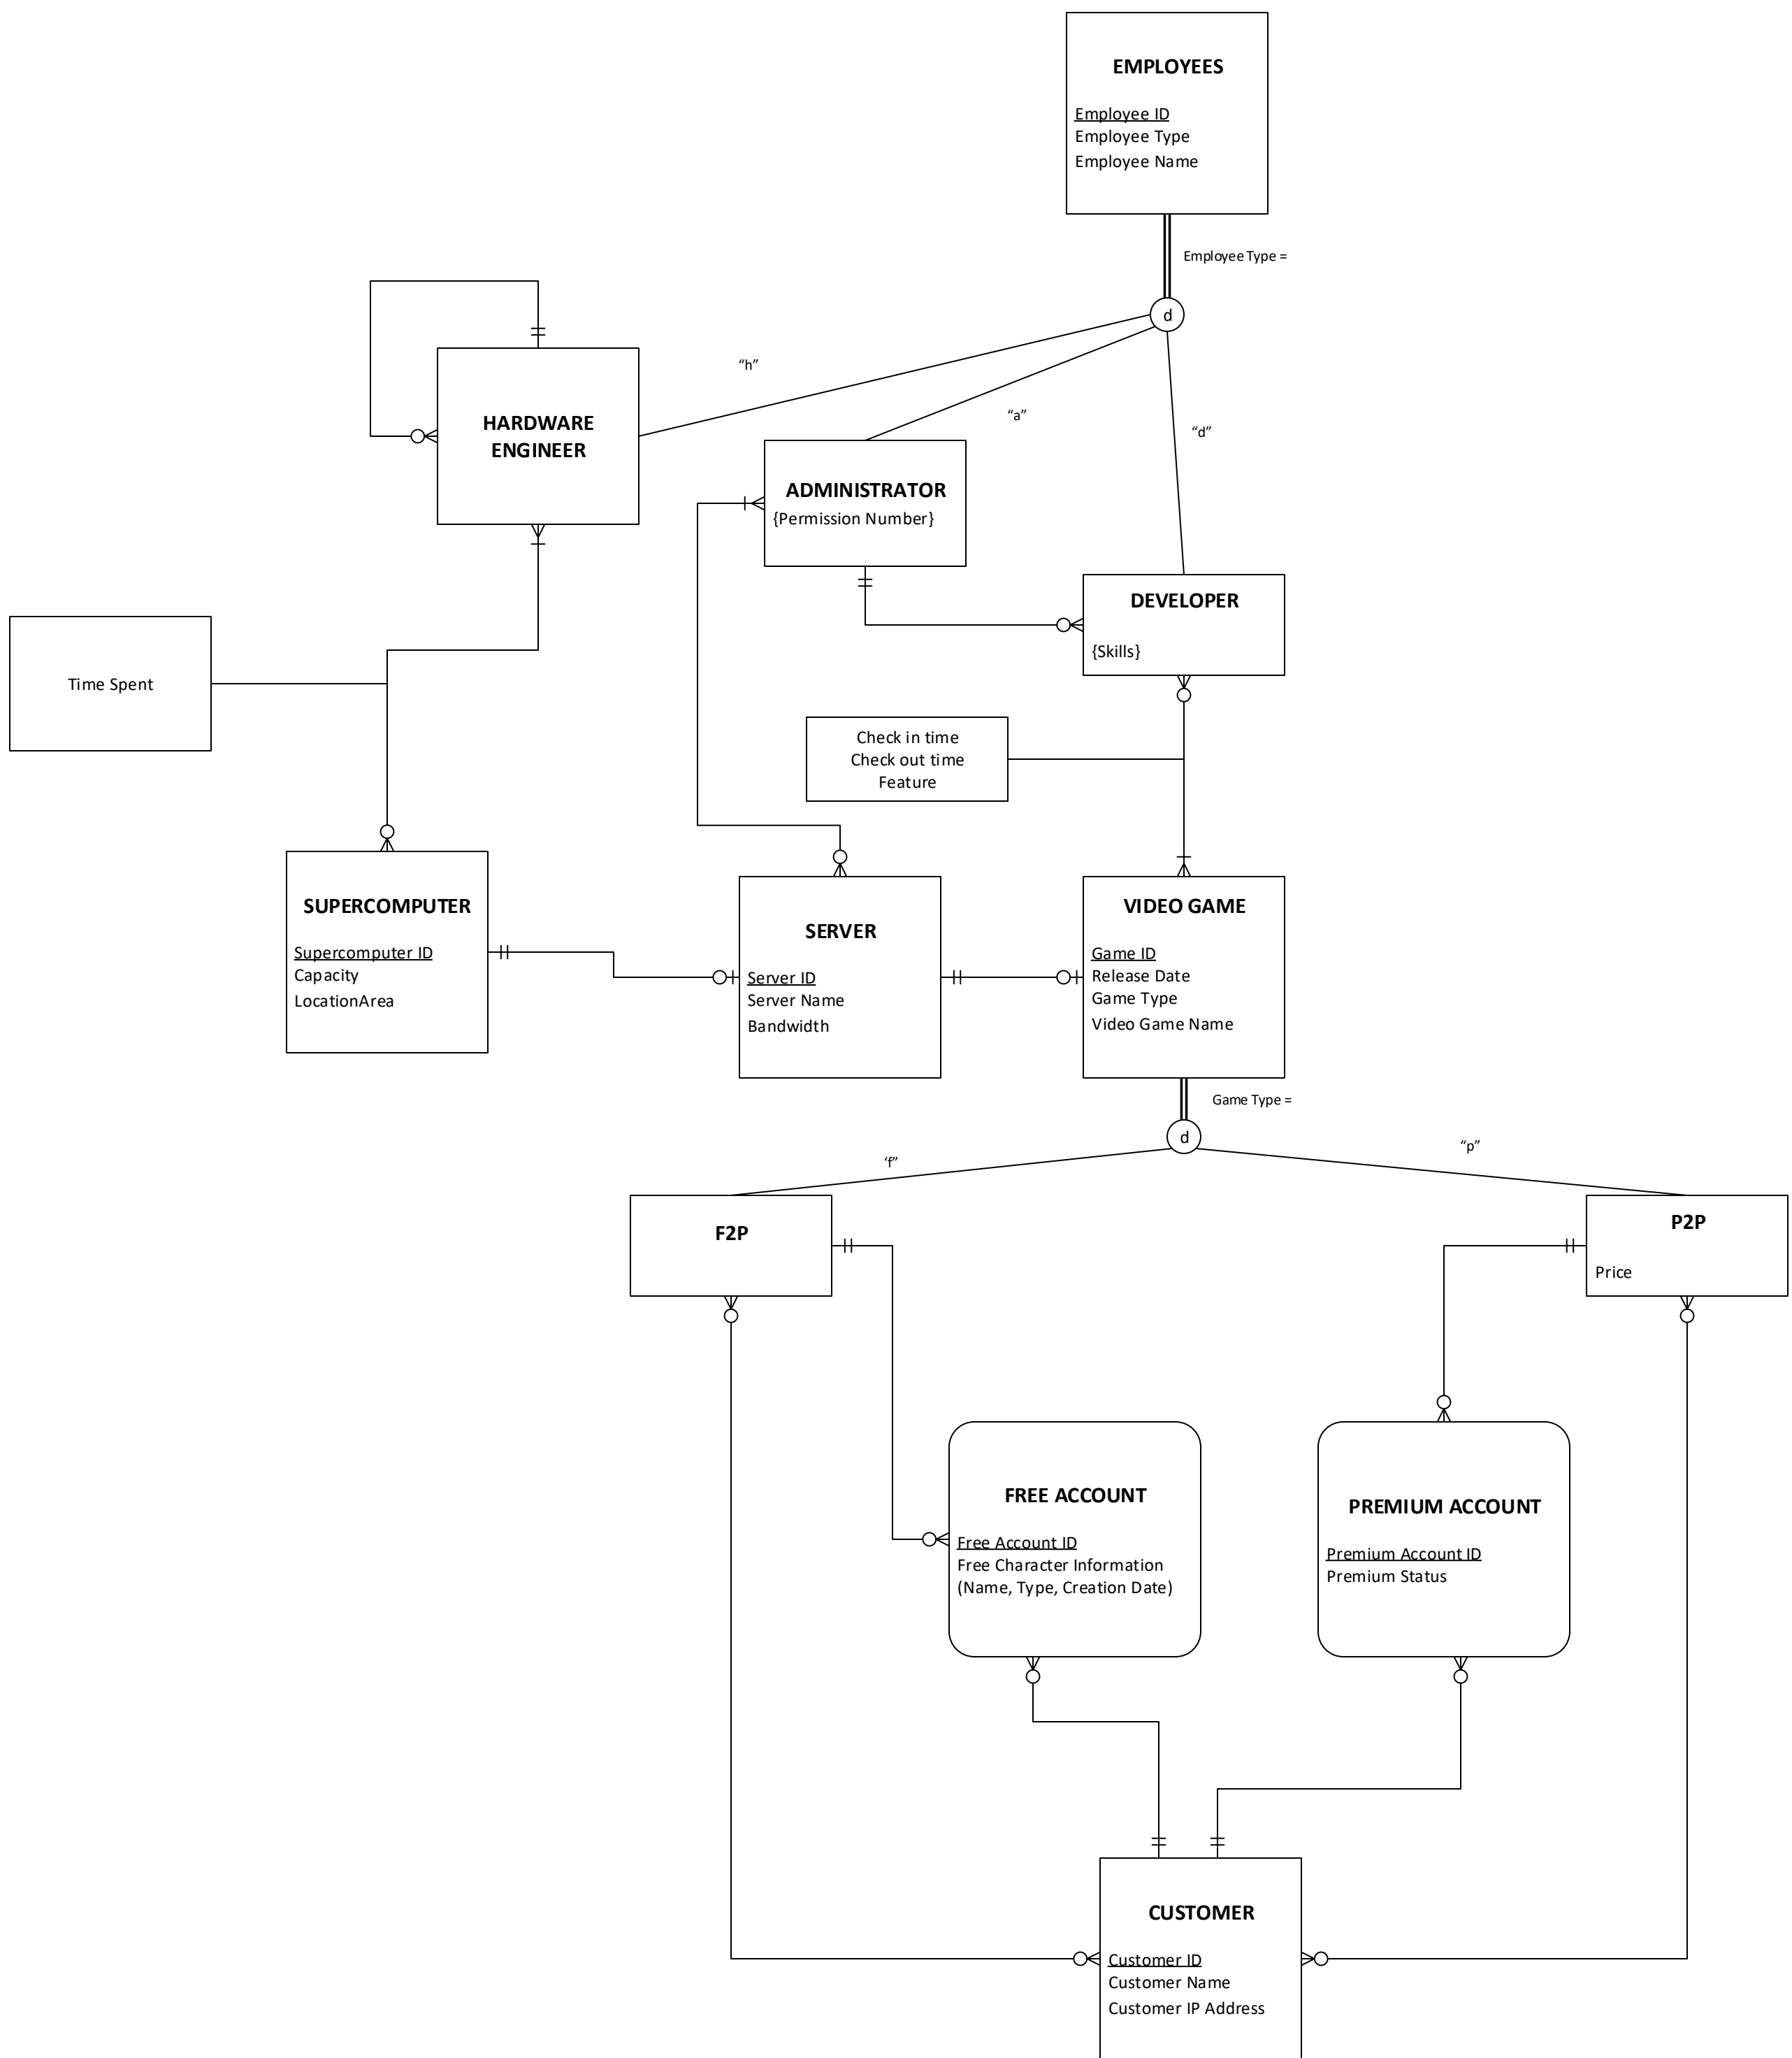 EMPLOYEES
Employee ID
Employee Type
Employee Name
Employee Type =
d
“h”
“a”
“d”
HARDWARE
ENGINEER
ADMINISTRATOR
{Permission Number}
DEVELOPER
{Skills}
Time Spent
Check in time
Check out time
Feature
SUPERCOMPUTER
Supercomputer ID
Capacity
LocationArea
SERVER
Server ID
Server Name
Bandwidth
VIDEO GAME
Game ID
Release Date
Game Type
Video Game Name
Game Type =
d
‘f”
“p”
F2P
P2P
Price
FREE ACCOUNT
Free Account ID
Free Character Information
(Name, Type, Creation Date)
PREMIUM ACCOUNT
Premium Account ID
Premium Status
CUSTOMER
Customer ID
Customer Name
Customer IP Address